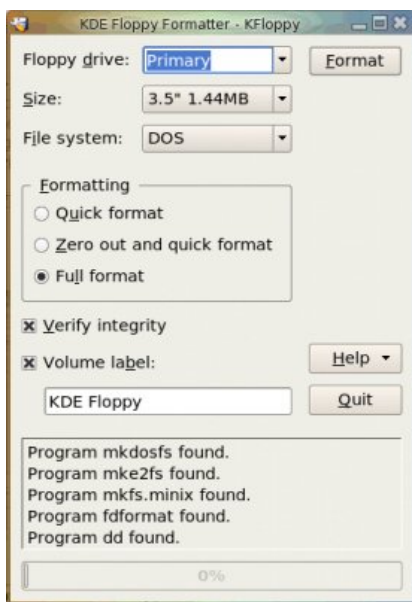 KDE Floppy Formatter - KFloppy
Floppy drive: Primary Format
Size: 3.5" 1.44MB
File system: DOS
Formatting
Quick format
Zero out and quick format
Full format
Verify integrity
Volume label: Help
KDE Floppy Quit
Program mkdosfs found.
Program mke2fs found.
Program mkfs.minix found.
Program fdformat found.
Program dd found.
0%